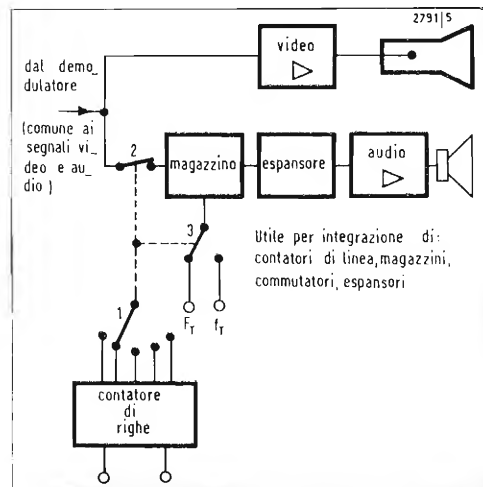 2791|5
video
dal demo_
dulatore
(comune ai
segnali vi_
deo e au_
dio)
2
magazzino
espansore
audio
3
Utile per integrazione di:
contatori di linea, magazzini,
commutatori, espansori
F_T
f_T
1
contatore
di
righe